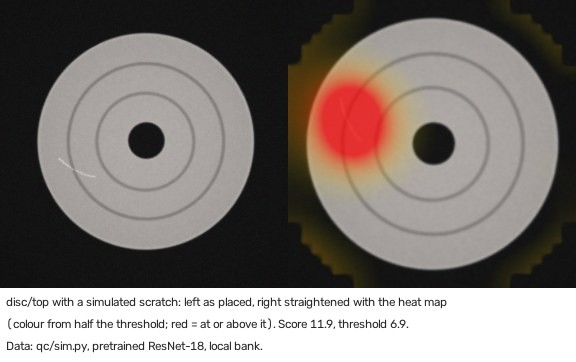 disc/top with a simulated scratch: left as placed, right straightened with the heat map
(colour from half the threshold; red = at or above it). Score 11.9, threshold 6.9.
Data: qc/sim.py, pretrained ResNet-18, local bank.